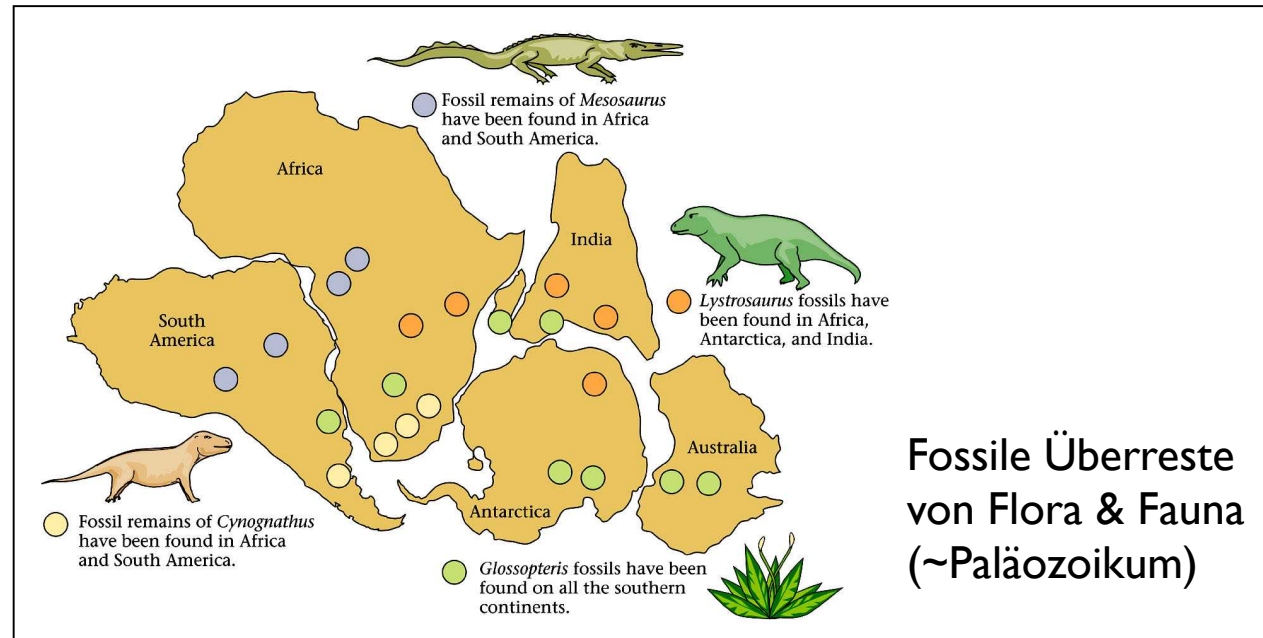 Fossil remains of Mesosaurus
have been found in Africa
and South America.
Africa
India
Lystrosaurus fossils have
been found in Africa,
Antarctica, and India.
South
America
Australia
Antarctica
Fossil remains of Cynognathus
have been found in Africa
and South America.
Glossopteris fossils have been
found on all the southern
continents.
Fossile Überreste
von Flora & Fauna
(~Paläozoikum)